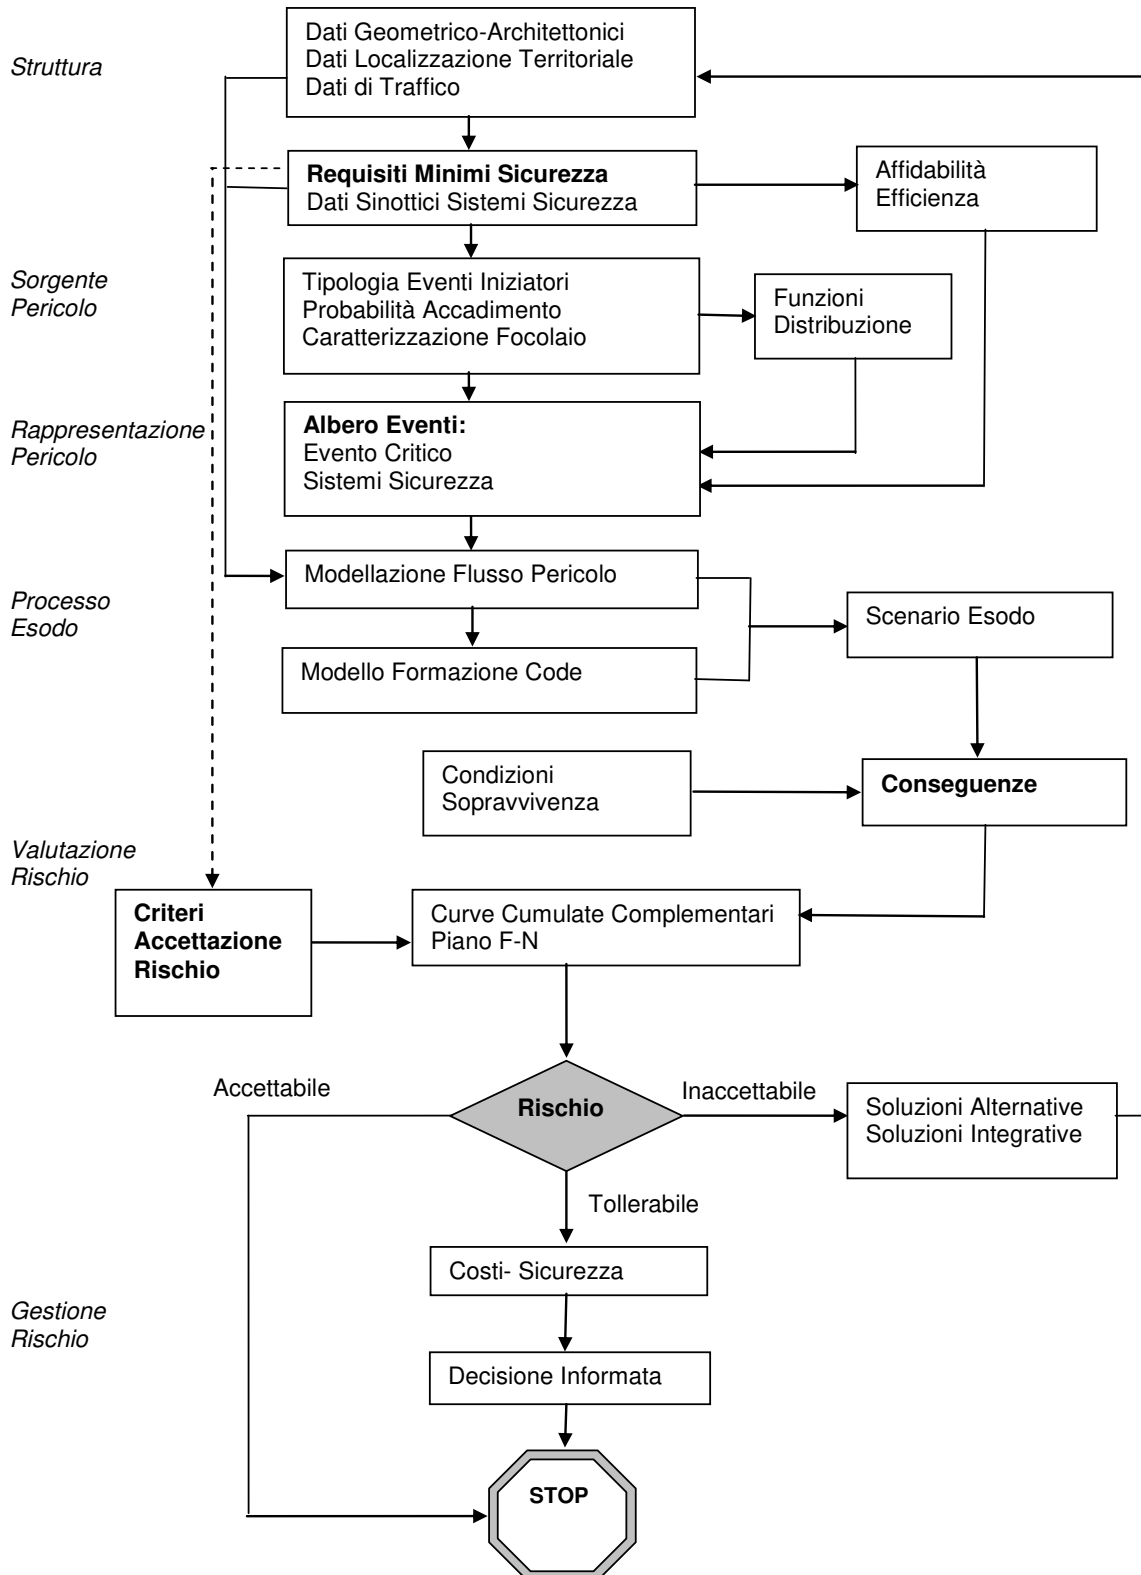 Struttura
Dati Geometrico-Architettonici
Dati Localizzazione Territoriale
Dati di Traffico
Requisiti Minimi Sicurezza
Dati Sinottici Sistemi Sicurezza
Affidabilità
Efficienza
Sorgente
Pericolo
Tipologia Eventi Iniziatori
Probabilità Accadimento
Caratterizzazione Focolaio
Funzioni
Distribuzione
Rappresentazione
Pericolo
Albero Eventi:
Evento Critico
Sistemi Sicurezza
Processo
Esodo
Modellazione Flusso Pericolo
Scenario Esodo
Modello Formazione Code
Condizioni
Sopravvivenza
Conseguenze
Valutazione
Rischio
Criteri
Accettazione
Rischio
Curve Cumulate Complementari
Piano F-N
Accettabile
Rischio
Inaccettabile
Soluzioni Alternative
Soluzioni Integrative
Tollerabile
Costi- Sicurezza
Gestione
Rischio
Decisione Informata
STOP